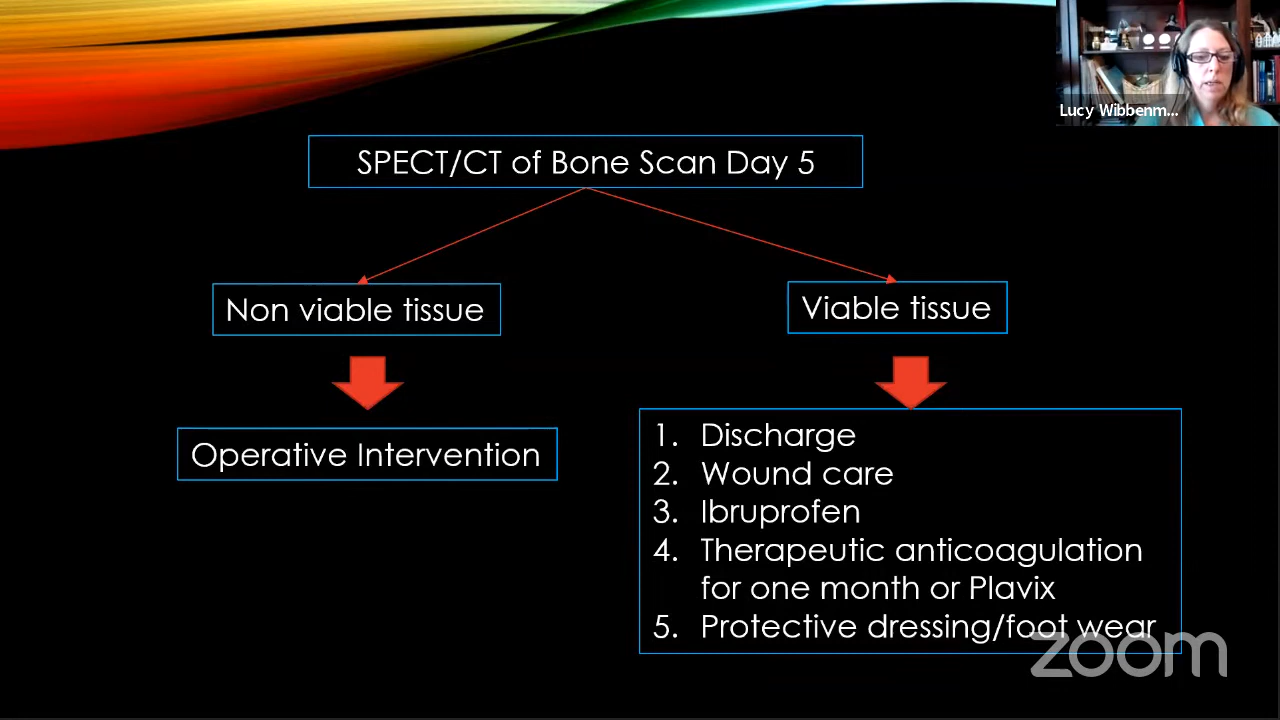 Lucy Wibbenm...
SPECT/CT of Bone Scan Day 5
Non viable tissue
Viable tissue
Operative Intervention
1. Discharge
2. Wound care
3. Ibruprofen
4. Therapeutic anticoagulation
for one month or Plavix
5. Protective dressing/foot wear
zoom